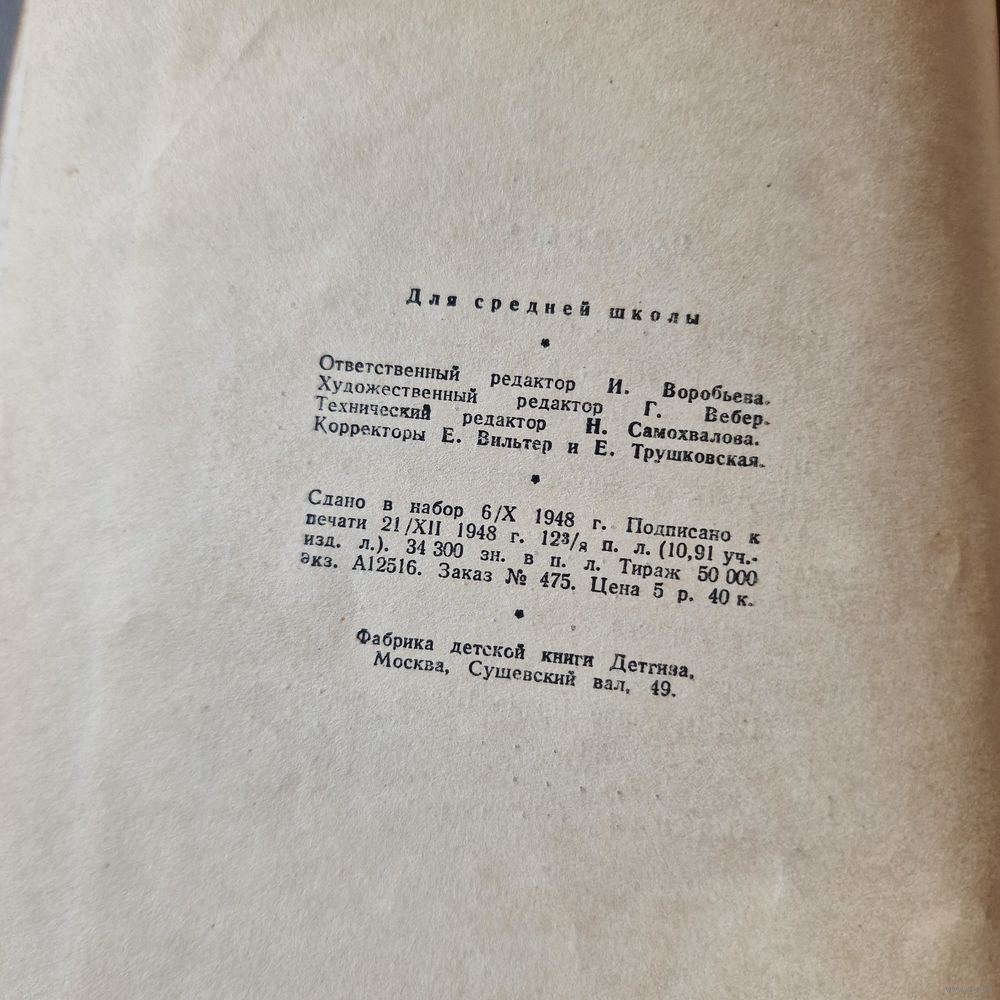 Для средней школы
Ответственный редактор И. Воробьева.
Художественный редактор Г. Вебер.
Технический редактор Н. Самохвалова.
Корректоры Е. Вильтер и Е. Трушковская.
Сдано в набор 6/X 1948 г. Подписано к
печати 21/XII 1948 г. 12³/₈ п. л. (10,91 уч.-
изд. л.). 34 300 зн. в п. л. Тираж 50 000
экз. А12516. Заказ № 475. Цена 5 р. 40 к.
Фабрика детской книги Детгиза.
Москва, Сущевский вал, 49.